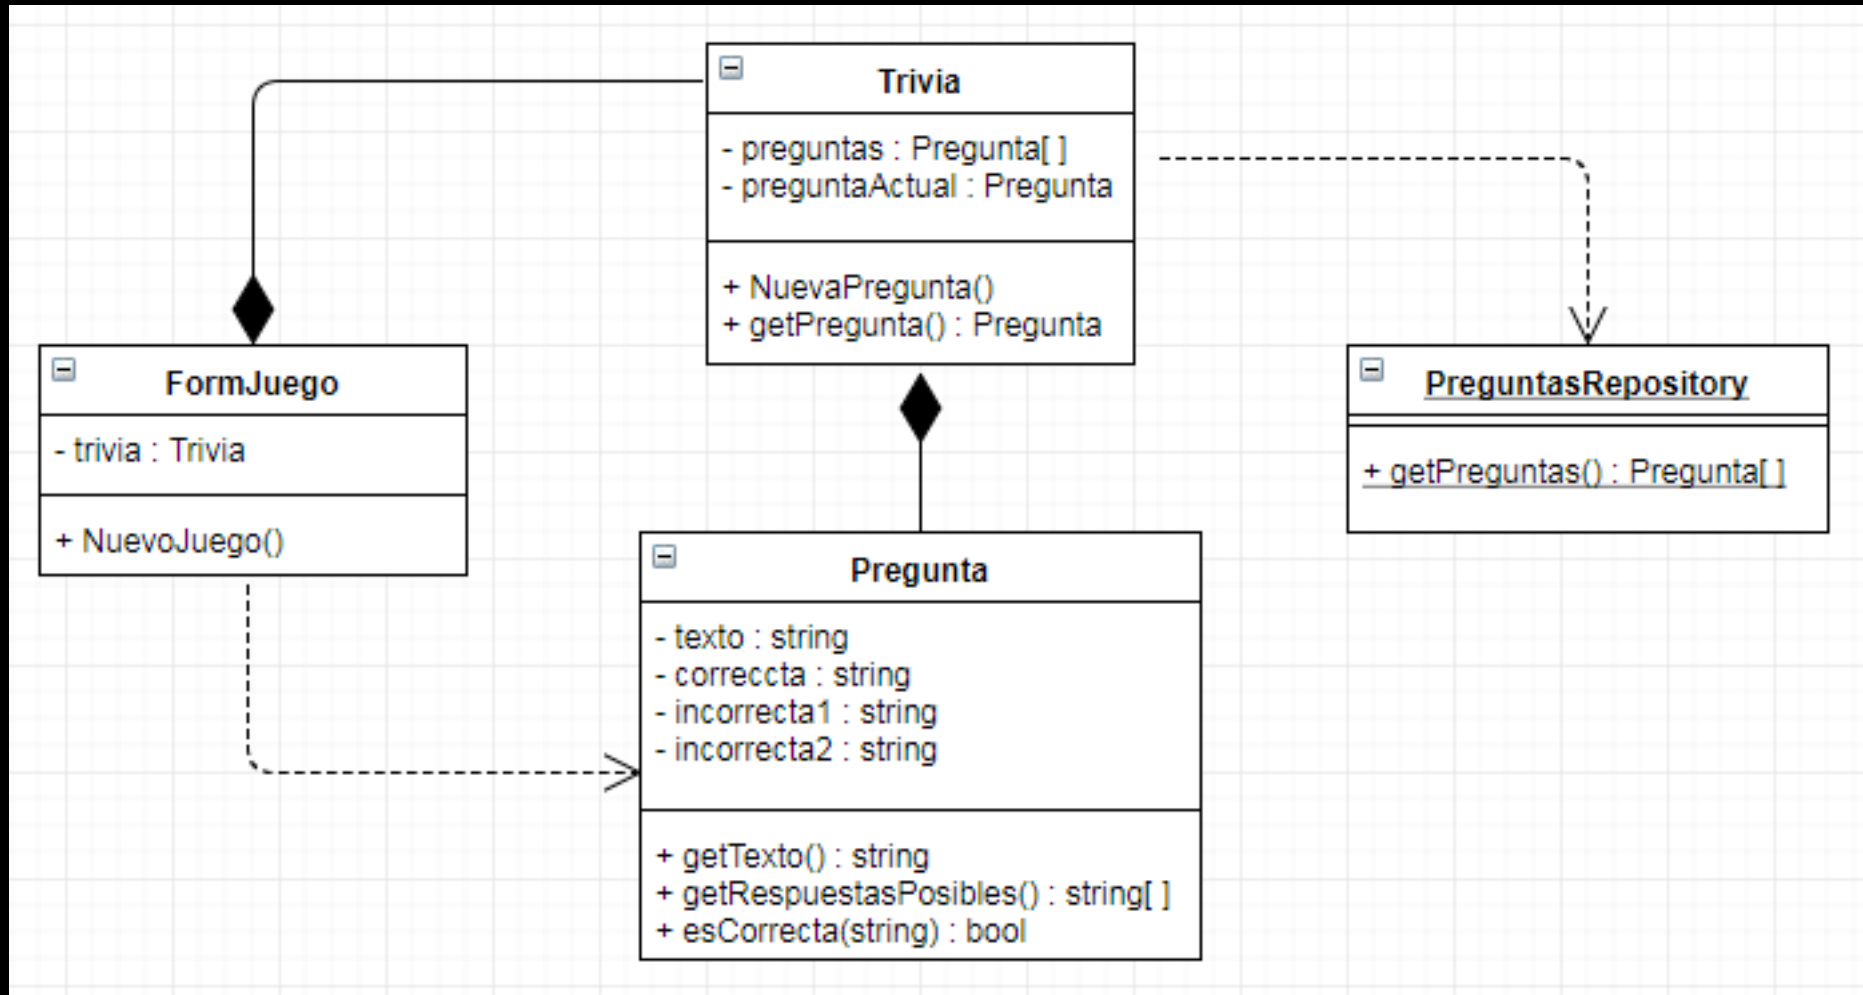 Trivia
- preguntas : Pregunta[ ]
- preguntaActual : Pregunta
+ NuevaPregunta()
+ getPregunta() : Pregunta
FormJuego
- trivia : Trivia
+ NuevoJuego()
PreguntasRepository
+ getPreguntas() : Pregunta[ ]
Pregunta
- texto : string
- correccta : string
- incorrecta1 : string
- incorrecta2 : string
+ getTexto() : string
+ getRespuestasPosibles() : string[ ]
+ esCorrecta(string) : bool